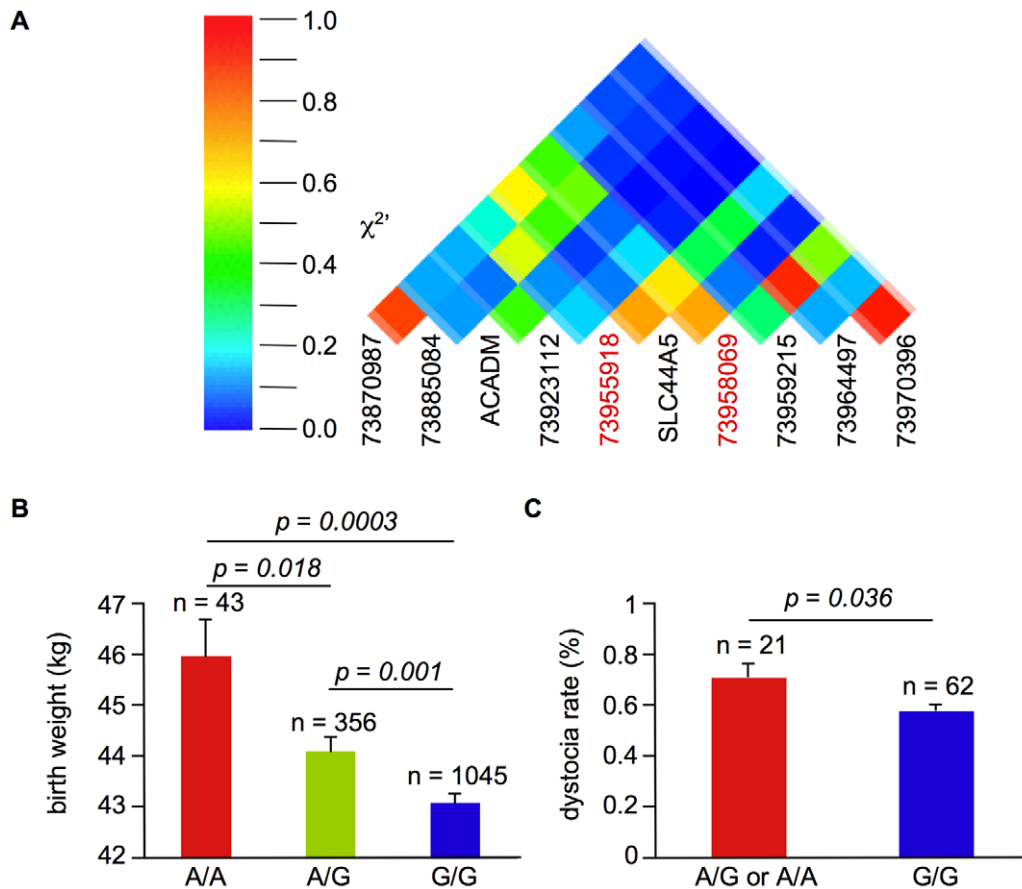 A
1.0
0.8
0.6
χ²’
0.4
0.2
0.0
73870987
73885084
ACADM
73923112
73955918
SLC44A5
73958069
73959215
73964497
73970396
B
p = 0.0003
p = 0.018
n = 43
p = 0.001
n = 356
n = 1045
birth weight (kg)
47
46
45
44
43
42
A/A
A/G
G/G
C
p = 0.036
n = 21
n = 62
dystocia rate (%)
1
0.8
0.6
0.4
0.2
0
A/G or A/A
G/G